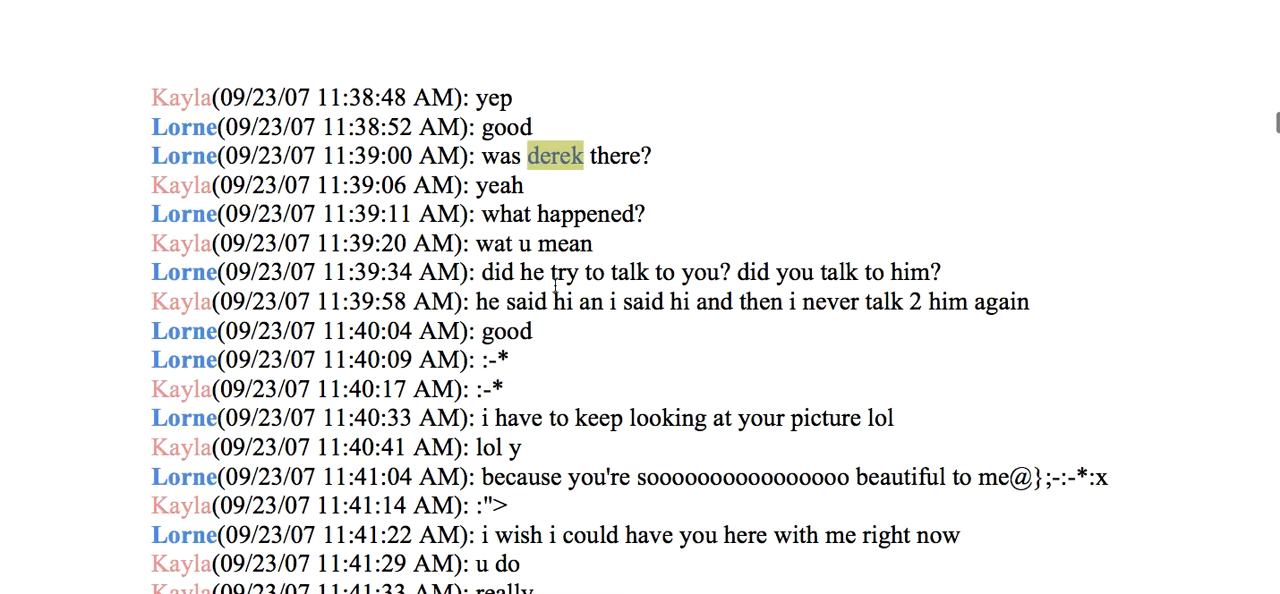 Kayla(09/23/07 11:38:48 AM): yep
Lorne(09/23/07 11:38:52 AM): good
Lorne(09/23/07 11:39:00 AM): was derek there?
Kayla(09/23/07 11:39:06 AM): yeah
Lorne(09/23/07 11:39:11 AM): what happened?
Kayla(09/23/07 11:39:20 AM): wat u mean
Lorne(09/23/07 11:39:34 AM): did he try to talk to you? did you talk to him?
Kayla(09/23/07 11:39:58 AM): he said hi an i said hi and then i never talk 2 him again
Lorne(09/23/07 11:40:04 AM): good
Lorne(09/23/07 11:40:09 AM): :-*
Kayla(09/23/07 11:40:17 AM): :-*
Lorne(09/23/07 11:40:33 AM): i have to keep looking at your picture lol
Kayla(09/23/07 11:40:41 AM): lol y
Lorne(09/23/07 11:41:04 AM): because you're soooooooooooooooo beautiful to me@};-:-*:x
Kayla(09/23/07 11:41:14 AM): :">
Lorne(09/23/07 11:41:22 AM): i wish i could have you here with me right now
Kayla(09/23/07 11:41:29 AM): u do
Kayla(09/23/07 11:41:33 AM): really